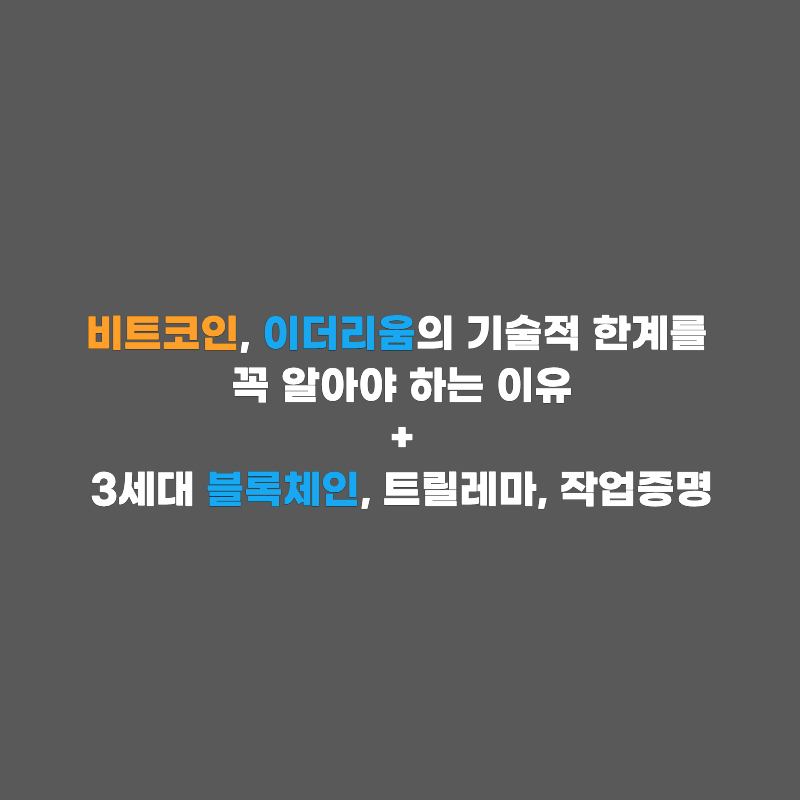 비트코인, 이더리움의 기술적 한계를
꼭 알아야 하는 이유
+
3세대 블록체인, 트릴레마, 작업증명